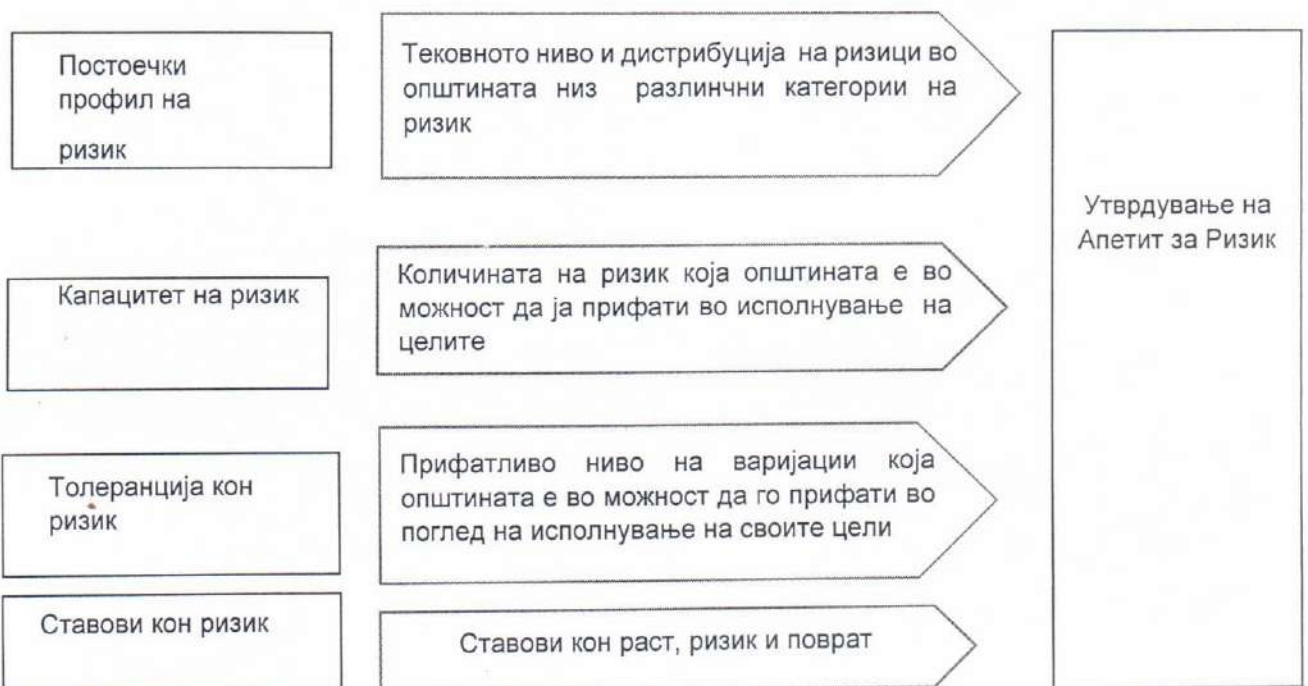 Постоечки
профил на
ризик
Тековното ниво и дистрибуција на ризици во
општината низ разлинчни категории на
ризик
Капацитет на ризик
Количината на ризик која општината е во
можност да ја прифати во исполнување на
целите
Толеранција кон
ризик
Прифатливо ниво на варијации која
општината е во можност да го прифати во
поглед на исполнување на своите цели
Ставови кон ризик
Ставови кон раст, ризик и поврат
Утврдување на
Апетит за Ризик